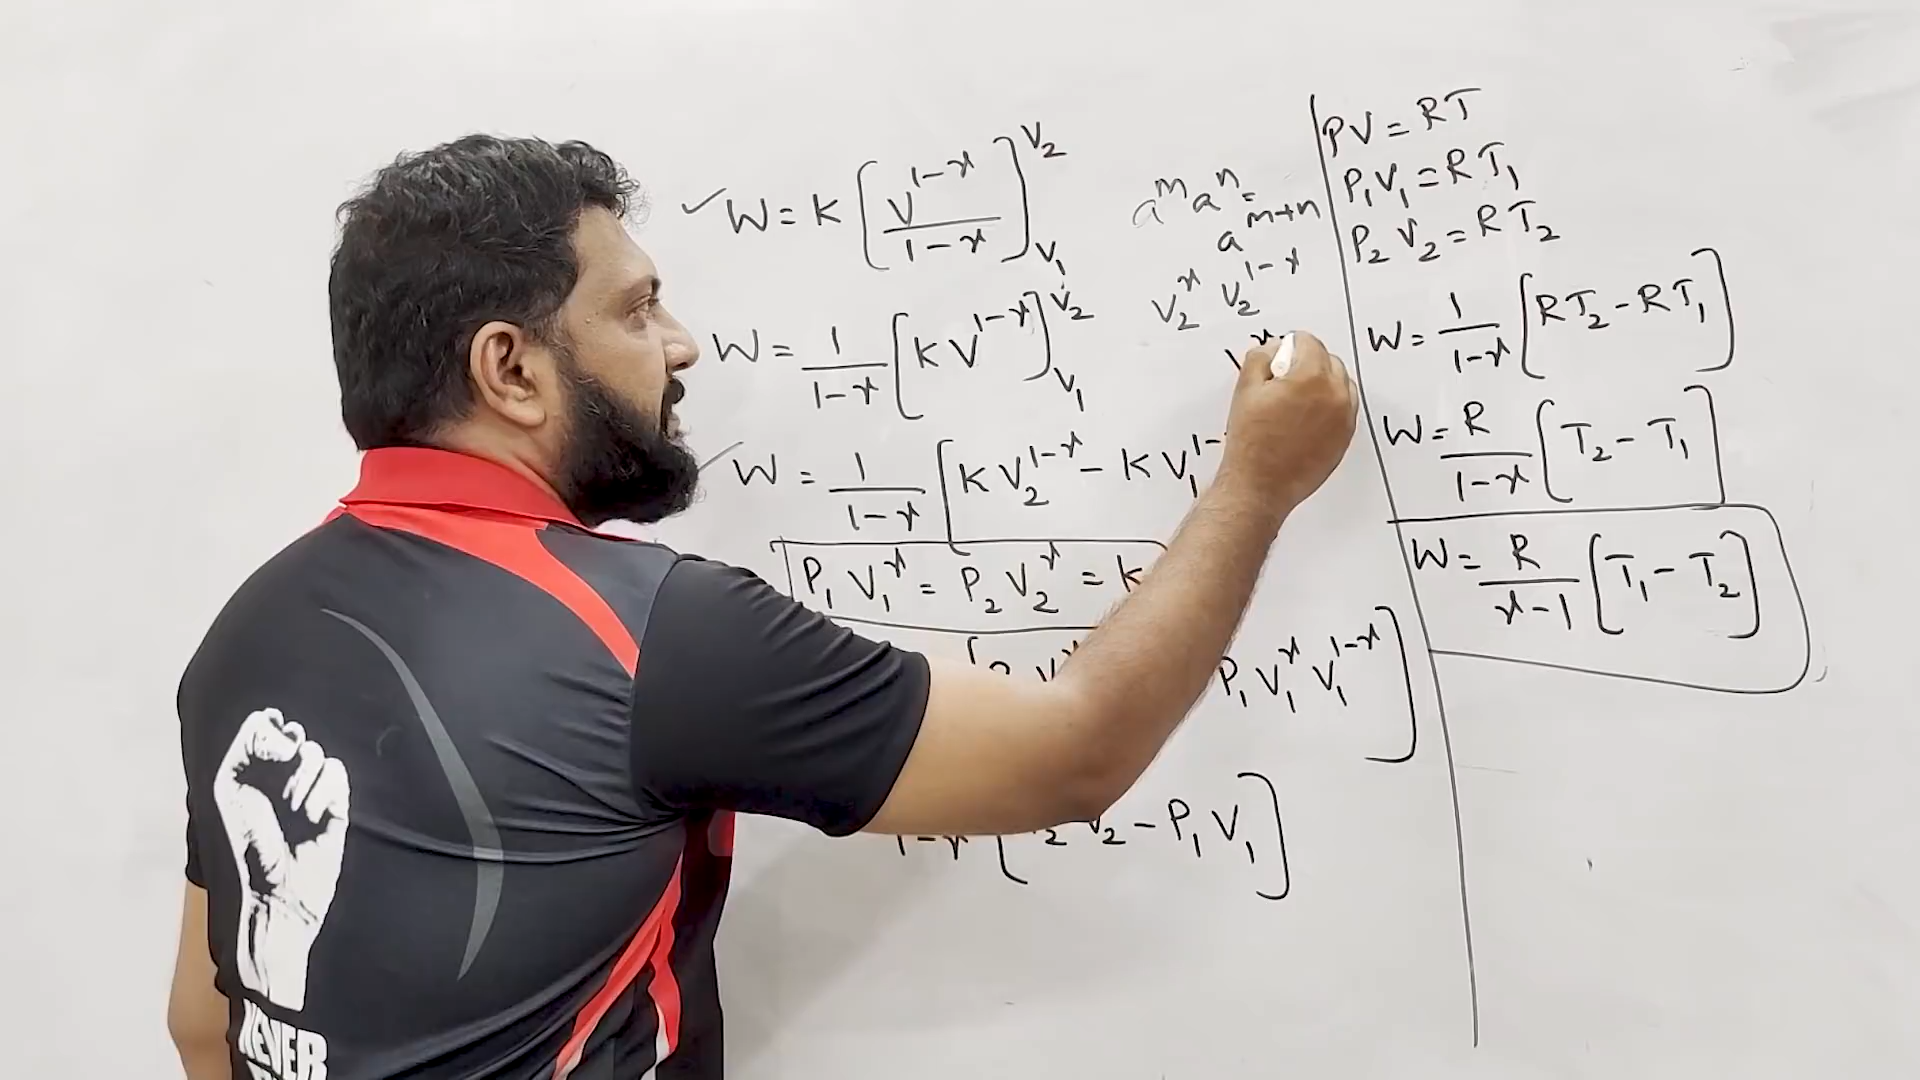 W = K [V^{1-γ} / 1-γ]_{V₁}^{V₂}
W = 1/1-γ [K V^{1-γ}]_{V₁}^{V₂}
W = 1/1-γ [K V₂^{1-γ} - K V₁^{1-
P₁ V₁^γ = P₂ V₂^γ = K
P₁ V₁^γ V₁^{1-γ}]
1-γ [ ₂ V₂ - P₁ V₁]
a^m a^n =
a^{m+n}
V₂^γ V₂^{1-γ}
V^γ
PV = RT
P₁V₁ = RT₁
P₂V₂ = RT₂
W = 1/1-γ [RT₂ - RT₁]
W = R/1-γ [T₂ - T₁]
W = R/γ-1 [T₁ - T₂]
NEVER